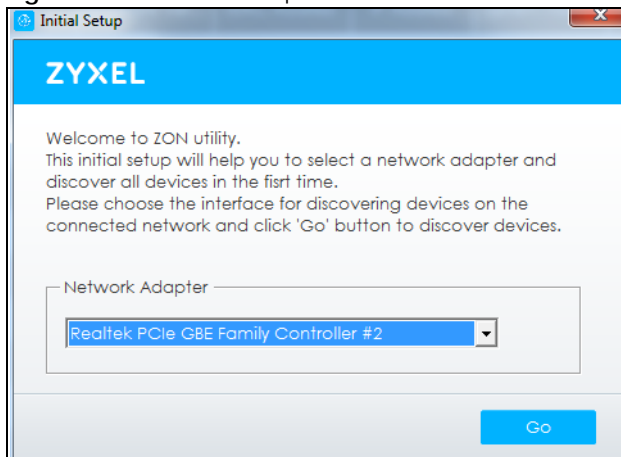 Initial Setup
ZYXEL
Welcome to ZON utility.
This initial setup will help you to select a network adapter and
discover all devices in the fisrt time.
Please choose the interface for discovering devices on the
connected network and click 'Go' button to discover devices.
Network Adapter
Realtek PCIe GBE Family Controller #2
Go